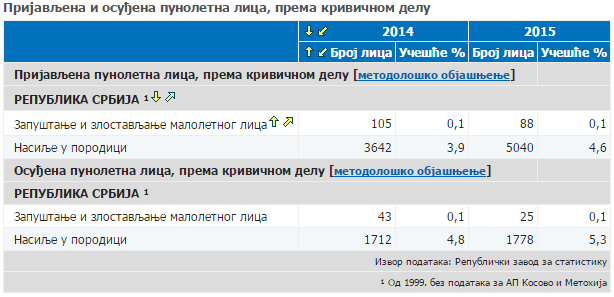 Пријављена и осуђена пунолетна лица, према кривичном делу
2014 2015
Број лица Учешће % Број лица Учешће %
Пријављена пунолетна лица, према кривичном делу [методолошко објашњење]
РЕПУБЛИКА СРБИЈА ¹
Запуштање и злостављање малолетног лица 105 0,1 88 0,1
Насиље у породици 3642 3,9 5040 4,6
Осуђена пунолетна лица, према кривичном делу [методолошко објашњење]
РЕПУБЛИКА СРБИЈА ¹
Запуштање и злостављање малолетног лица 43 0,1 25 0,1
Насиље у породици 1712 4,8 1778 5,3
Извор података: Републички завод за статистику
¹ Од 1999. без података за АП Косово и Метохија